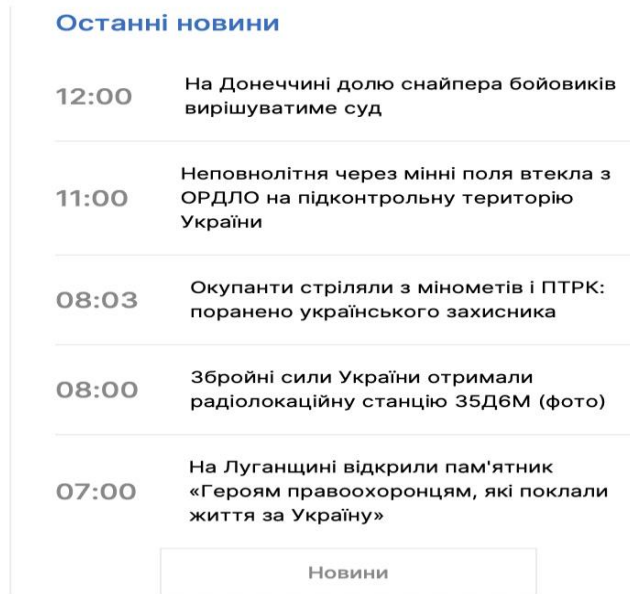 Останні новини
12:00
На Донеччині долю снайпера бойовиків
вирішуватиме суд
11:00
Неповнолітня через мінні поля втекла з
ОРДЛО на підконтрольну територію
України
08:03
Окупанти стріляли з мінометів і ПТРК:
поранено українського захисника
08:00
Збройні сили України отримали
радіолокаційну станцію 35Д6М (фото)
07:00
На Луганщині відкрили пам'ятник
«Героям правоохоронцям, які поклали
життя за Україну»
Новини